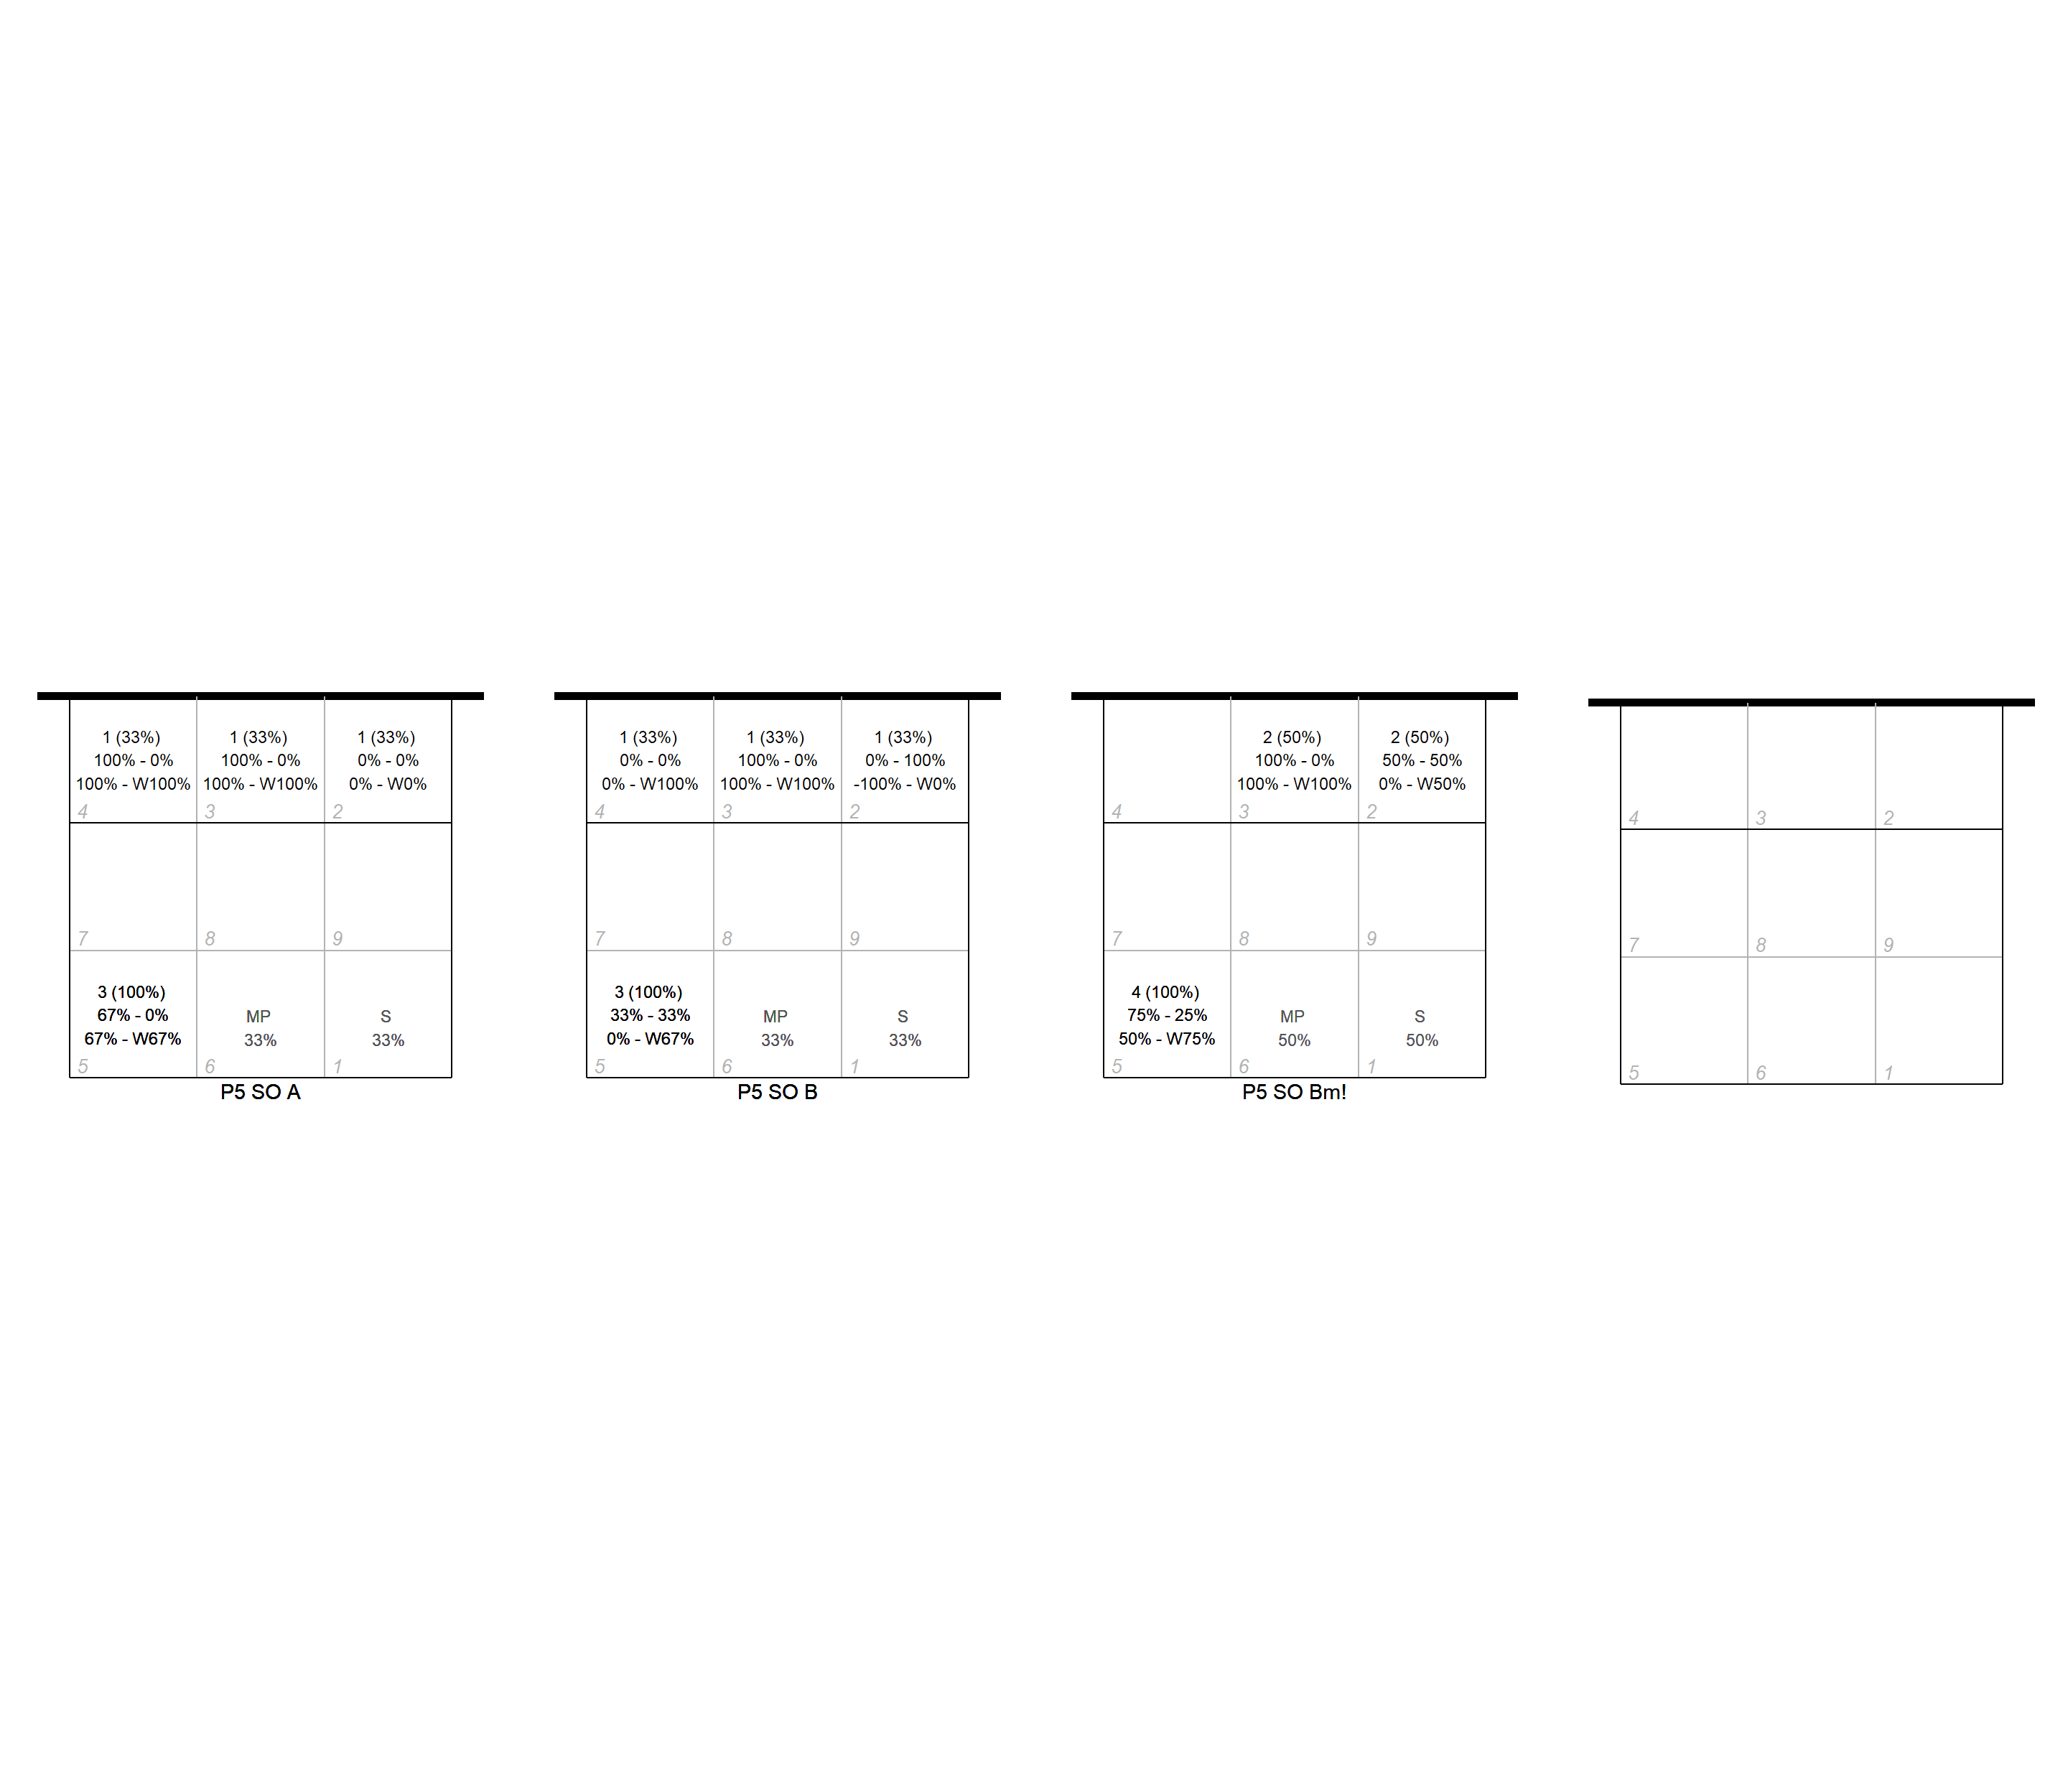 1 (33%)
100% - 0%
100% - W100%
4
1 (33%)
100% - 0%
100% - W100%
3
1 (33%)
0% - 0%
0% - W0%
2
7
8
9
3 (100%)
67% - 0%
67% - W67%
5
MP
33%
6
S
33%
1
P5 SO A
1 (33%)
0% - 0%
0% - W100%
4
1 (33%)
100% - 0%
100% - W100%
3
1 (33%)
0% - 100%
-100% - W0%
2
7
8
9
3 (100%)
33% - 33%
0% - W67%
5
MP
33%
6
S
33%
1
P5 SO B
4
2 (50%)
100% - 0%
100% - W100%
3
2 (50%)
50% - 50%
0% - W50%
2
7
8
9
4 (100%)
75% - 25%
50% - W75%
5
MP
50%
6
S
50%
1
P5 SO Bm!
4
3
2
7
8
9
5
6
1